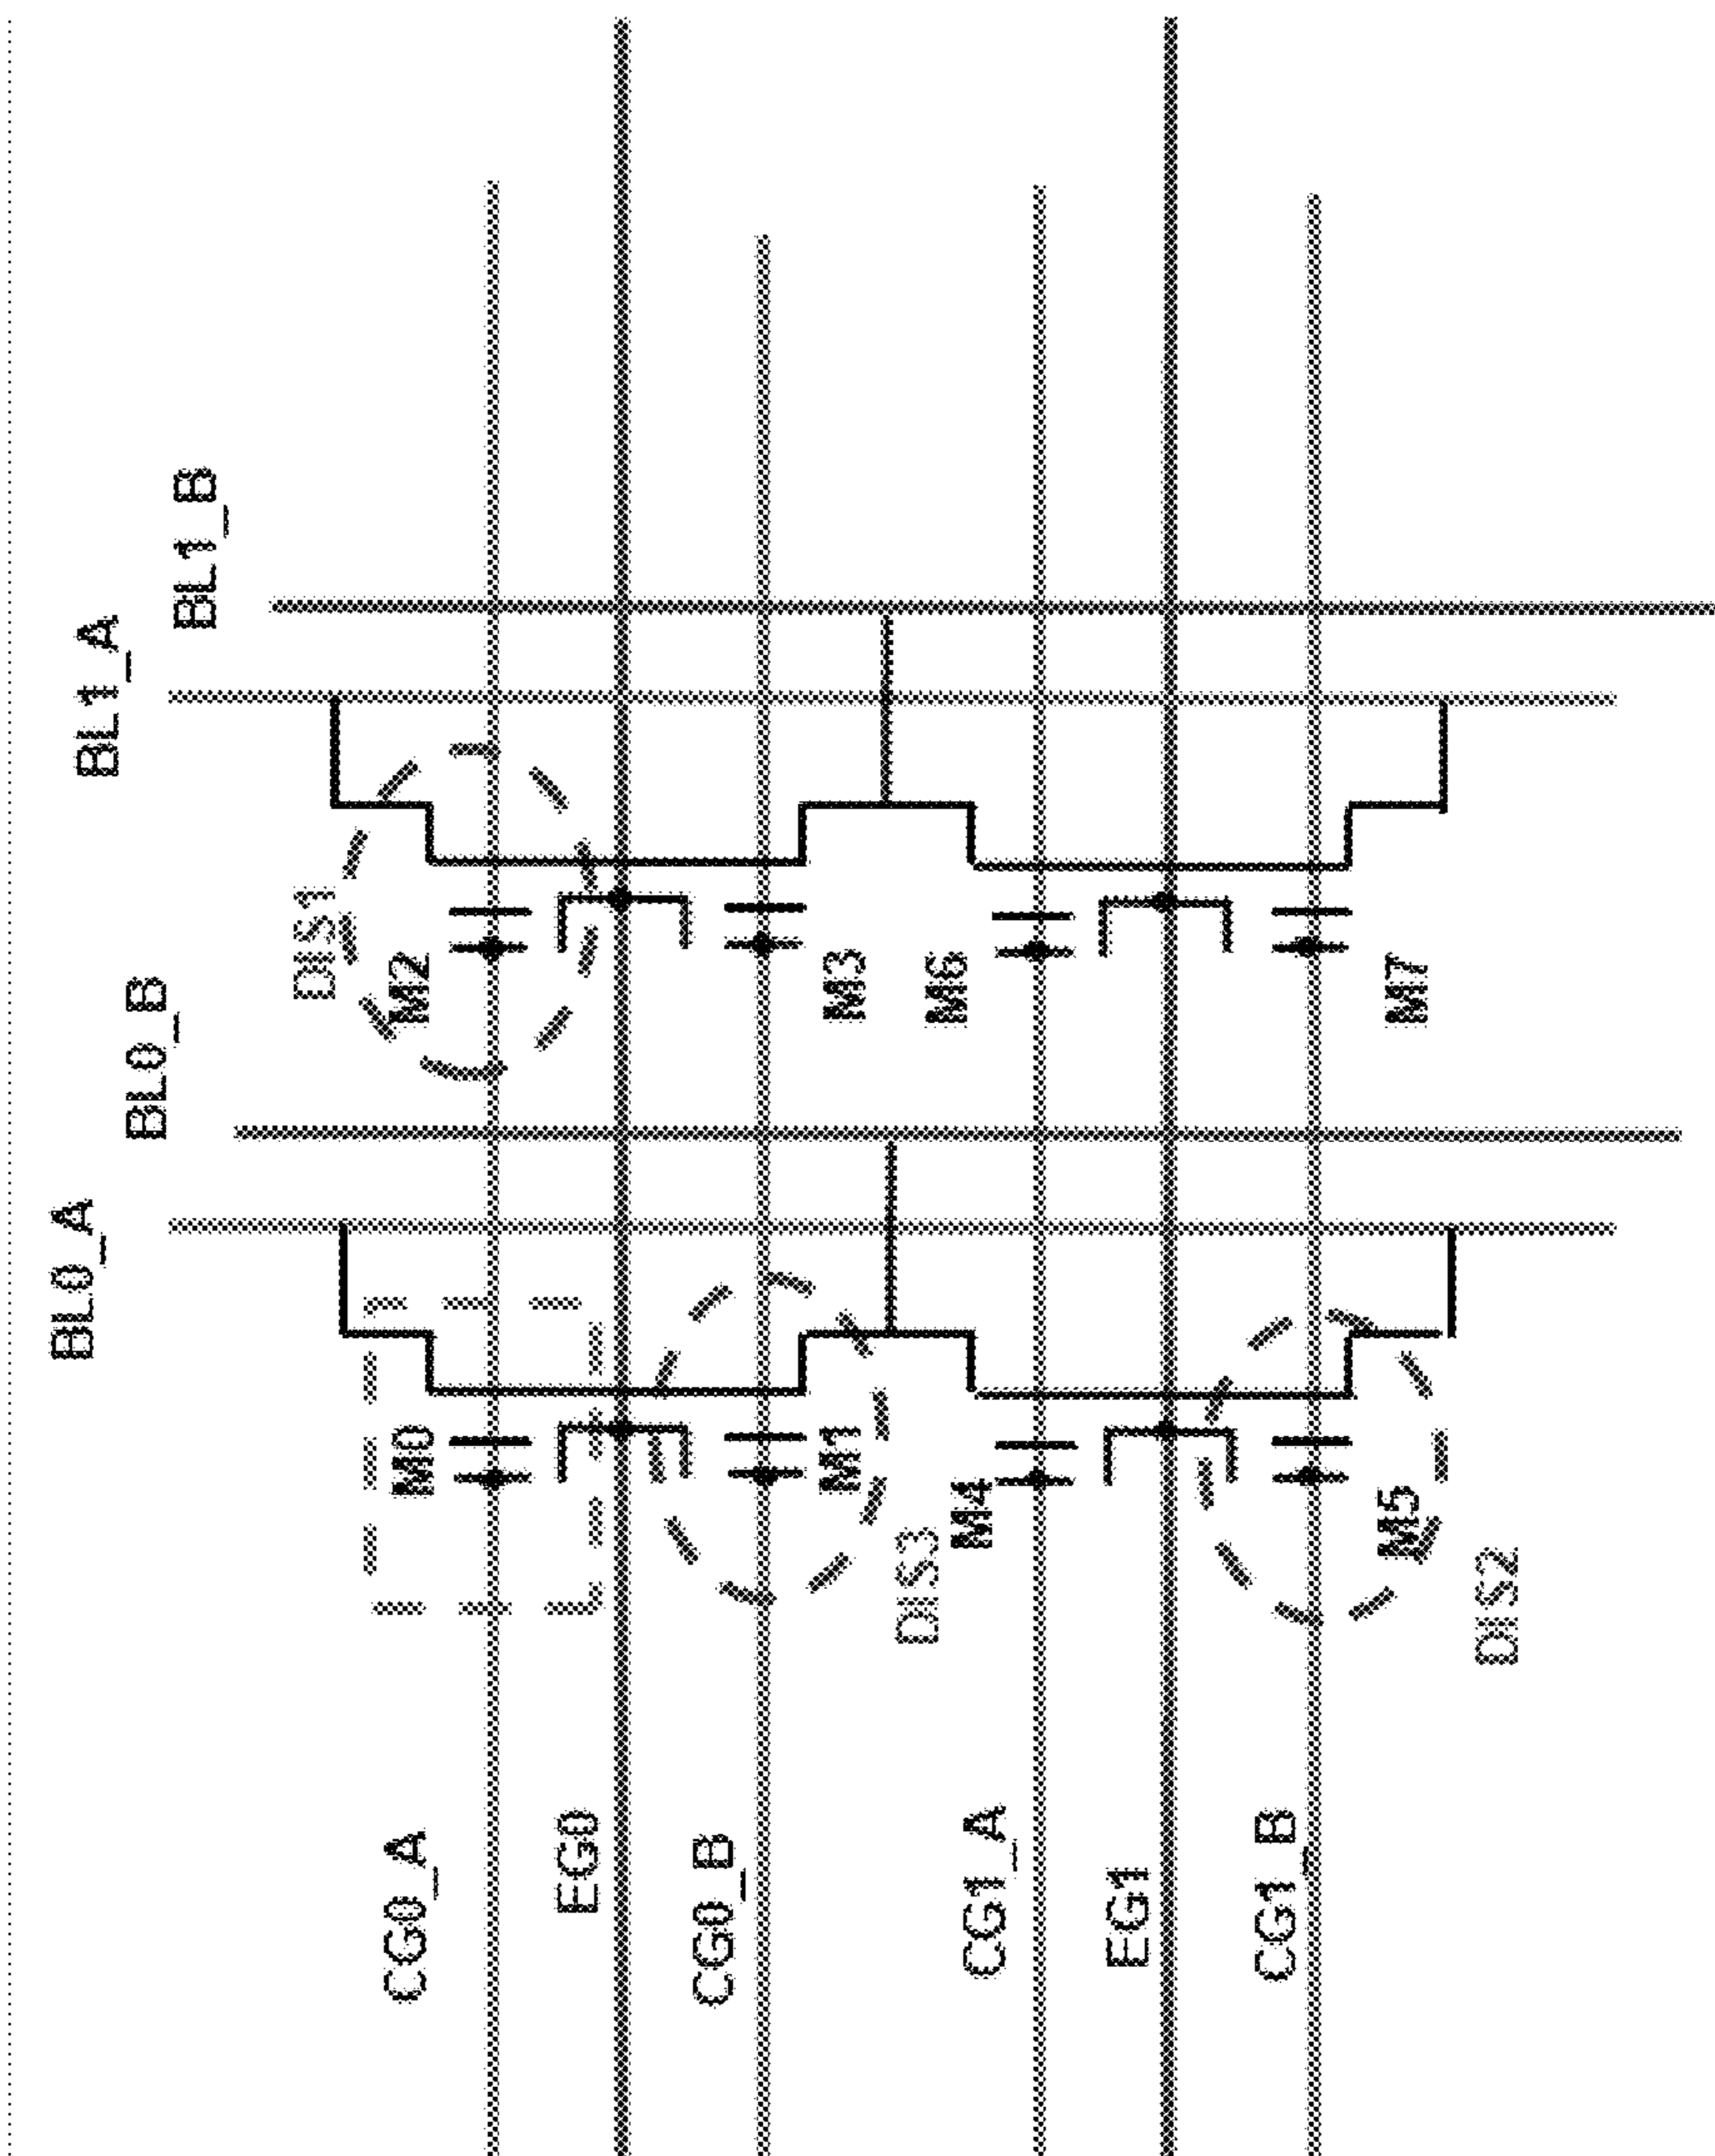 BL0_A
BL0_B
BL1_A
BL1_B
CG0_A
M0
M2
DIS1
EG0
CG0_B
M1
M3
DIS3
CG1_A
M4
M6
EG1
CG1_B
M5
M7
DIS2